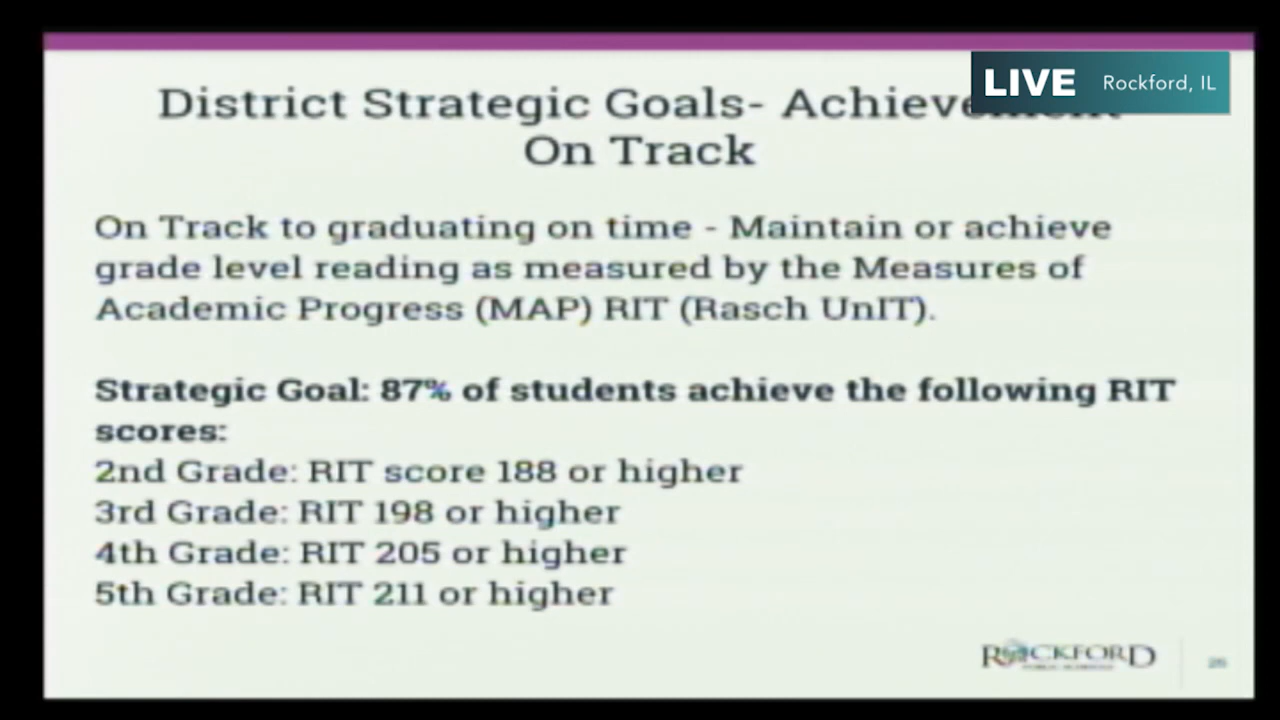 LIVE Rockford, IL
District Strategic Goals- Achievement
On Track
On Track to graduating on time - Maintain or achieve
grade level reading as measured by the Measures of
Academic Progress (MAP) RIT (Rasch UnIT).
Strategic Goal: 87% of students achieve the following RIT
scores:
2nd Grade: RIT score 188 or higher
3rd Grade: RIT 198 or higher
4th Grade: RIT 205 or higher
5th Grade: RIT 211 or higher
ROCKFORD